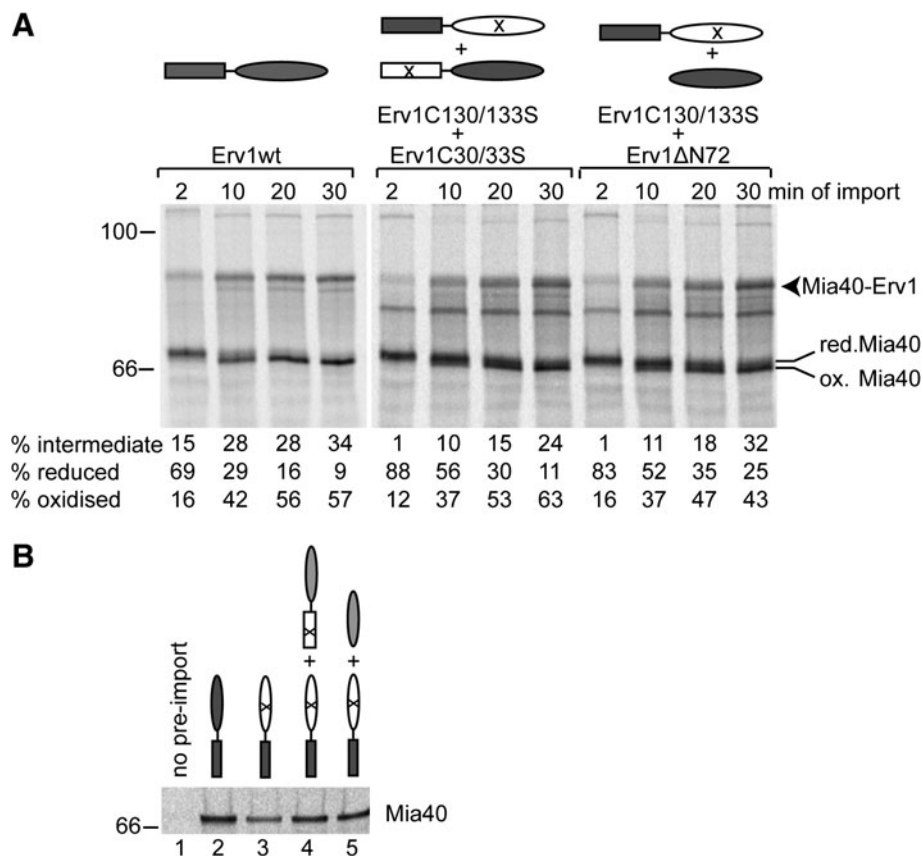 A
X
+
X
X
+
Erv1C130/133S
+
Erv1C30/33S
Erv1C130/133S
+
Erv1ΔN72
Erv1wt
2 10 20 30 2 10 20 30 2 10 20 30 min of import
100
Mia40-Erv1
red.Mia40
66
ox. Mia40
% intermediate 15 28 28 34 1 10 15 24 1 11 18 32
% reduced 69 29 16 9 88 56 30 11 83 52 35 25
% oxidised 16 42 56 57 12 37 53 63 16 37 47 43
B
no pre-import
X
X
+
X
+
X
66
Mia40
1 2 3 4 5